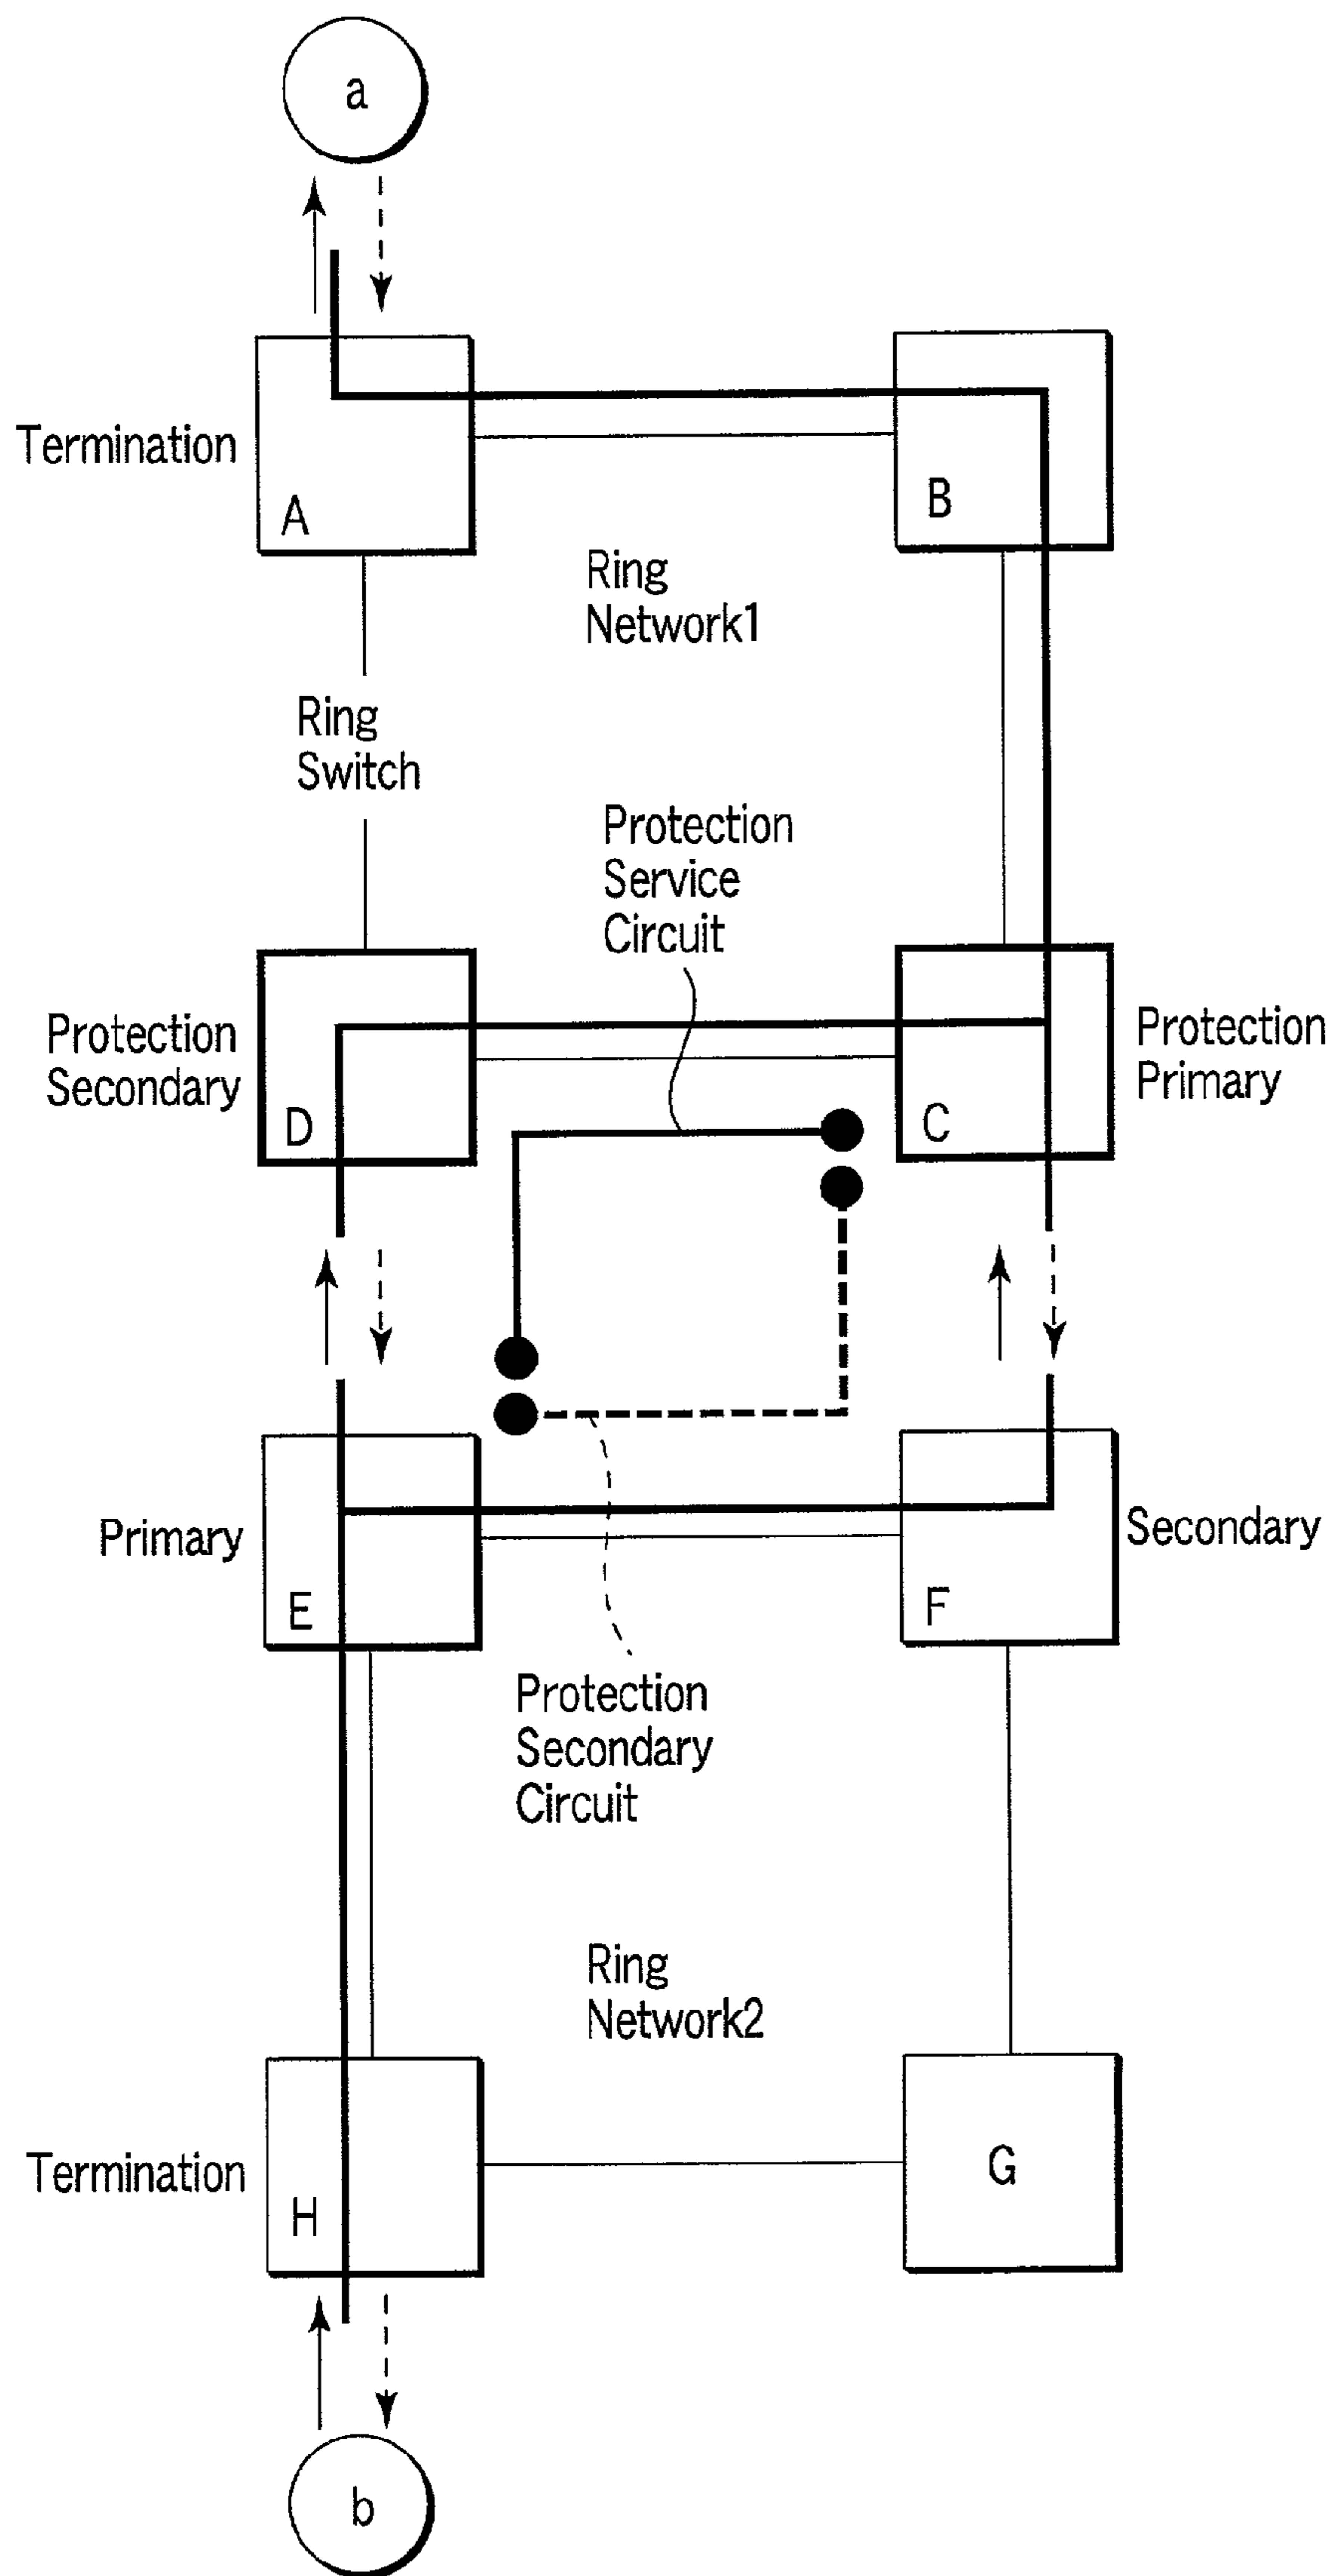 a
Termination
A
B
Ring
Network1
Ring
Switch
Protection
Service
Circuit
Protection
Secondary
D
C
Protection
Primary
Primary
E
F
Secondary
Protection
Secondary
Circuit
Ring
Network2
Termination
H
G
b